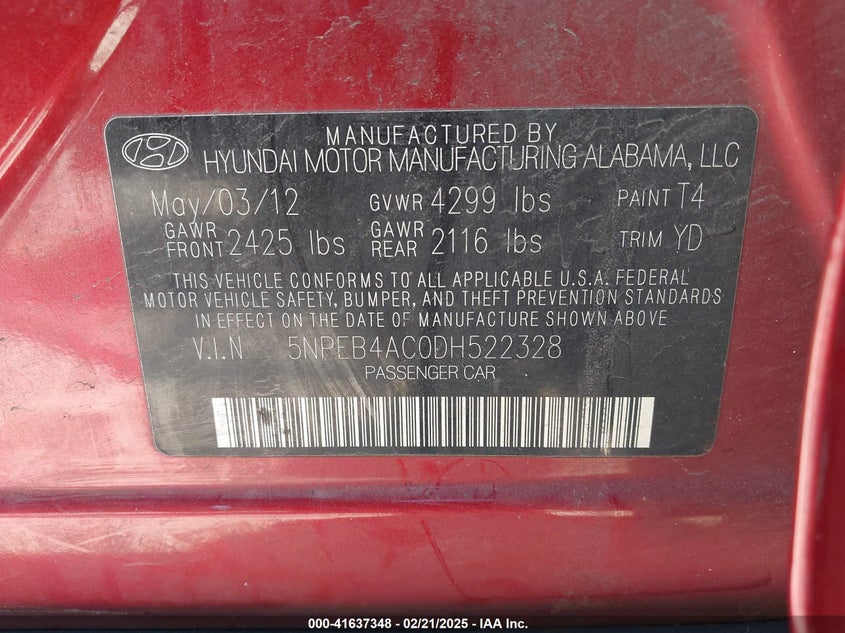 MANUFACTURED BY
HYUNDAI MOTOR MANUFACTURING ALABAMA, LLC
May/03/12 GVWR 4299 lbs PAINT T4
GAWR FRONT 2425 lbs GAWR REAR 2116 lbs TRIM YD
THIS VEHICLE CONFORMS TO ALL APPLICABLE U.S.A. FEDERAL
MOTOR VEHICLE SAFETY, BUMPER, AND THEFT PREVENTION STANDARDS
IN EFFECT ON THE DATE OF MANUFACTURE SHOWN ABOVE
V.I.N 5NPEB4AC0DH522328
PASSENGER CAR
000-41637348 - 02/21/2025 - IAA Inc.